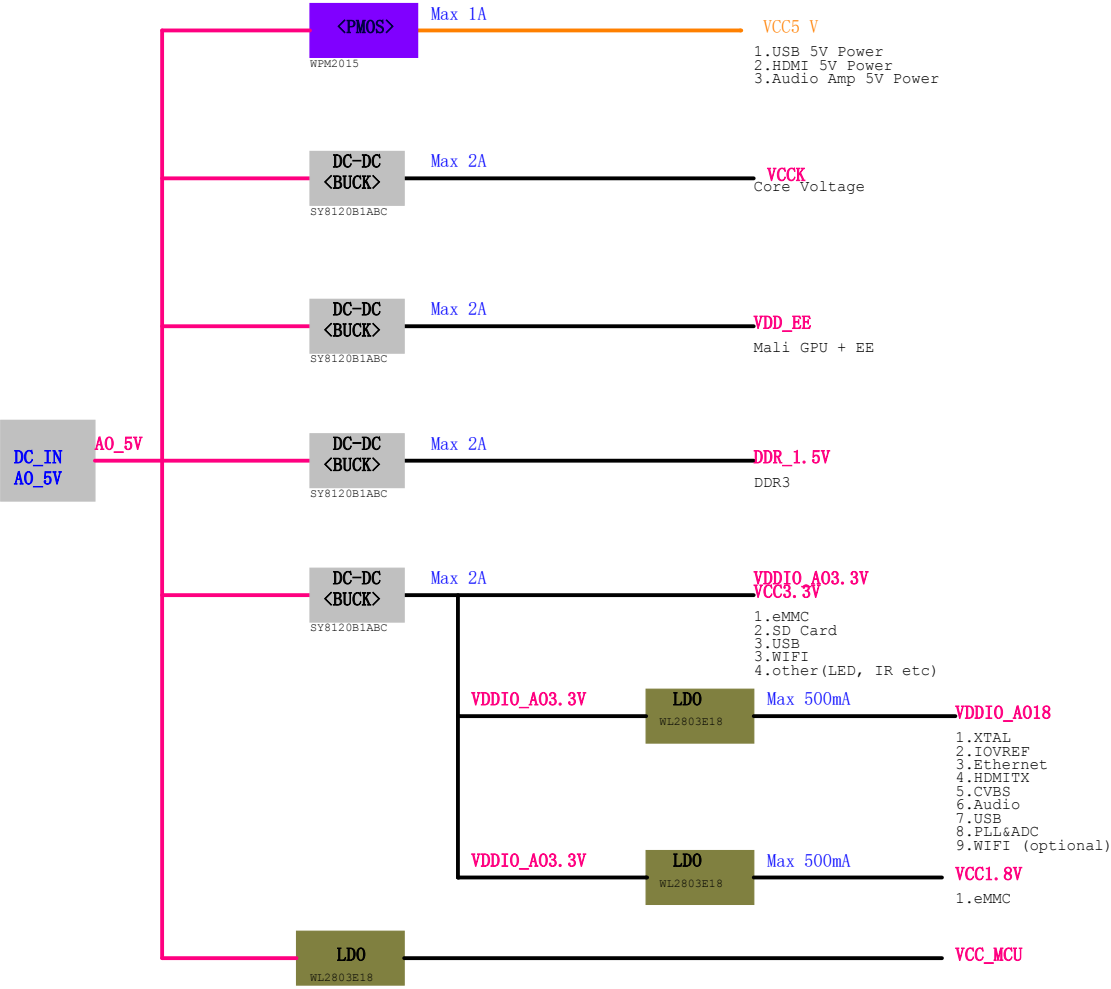 <PMOS>
Max 1A
VCC5 V
WPM2015
1.USB 5V Power
2.HDMI 5V Power
3.Audio Amp 5V Power
DC-DC
<BUCK>
Max 2A
VCCK
Core Voltage
SY8120B1ABC
DC-DC
<BUCK>
Max 2A
VDD_EE
Mali GPU + EE
SY8120B1ABC
DC_IN
AO_5V
AO_5V
DC-DC
<BUCK>
Max 2A
DDR_1.5V
DDR3
SY8120B1ABC
DC-DC
<BUCK>
Max 2A
VDDIO_AO3.3V
VCC3.3V
SY8120B1ABC
1.eMMC
2.SD Card
3.USB
3.WIFI
4.other(LED, IR etc)
VDDIO_AO3.3V
LDO
WL2803E18
Max 500mA
VDDIO_AO18
1.XTAL
2.IOVREF
3.Ethernet
4.HDMITX
5.CVBS
6.Audio
7.USB
8.PLL&ADC
9.WIFI (optional)
VDDIO_AO3.3V
LDO
WL2803E18
Max 500mA
VCC1.8V
1.eMMC
LDO
WL2803E18
VCC_MCU